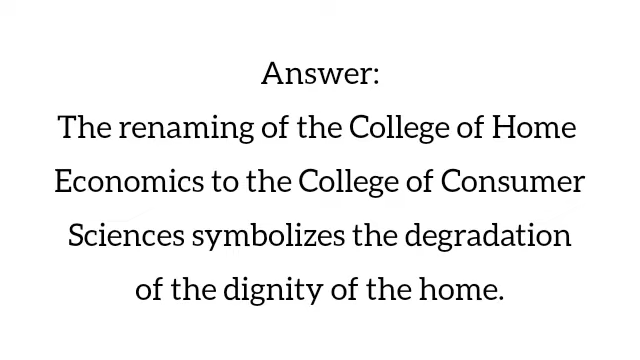 Answer:
The renaming of the College of Home
Economics to the College of Consumer
Sciences symbolizes the degradation
of the dignity of the home.